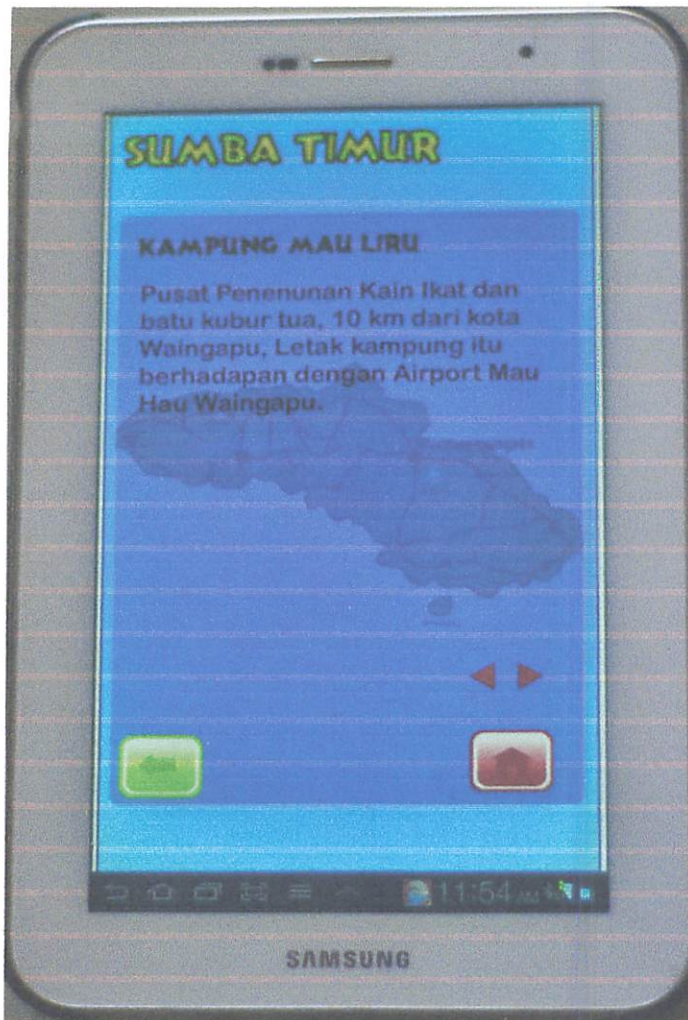 SUMBA TIMUR
KAMPUNG MAU LIRU
Pusat Penenunan Kain Ikat dan
batu kubur tua, 10 km dari kota
Waingapu, Letak kampung itu
berhadapan dengan Airport Mau
Hau Waingapu.
11:54 AM
SAMSUNG